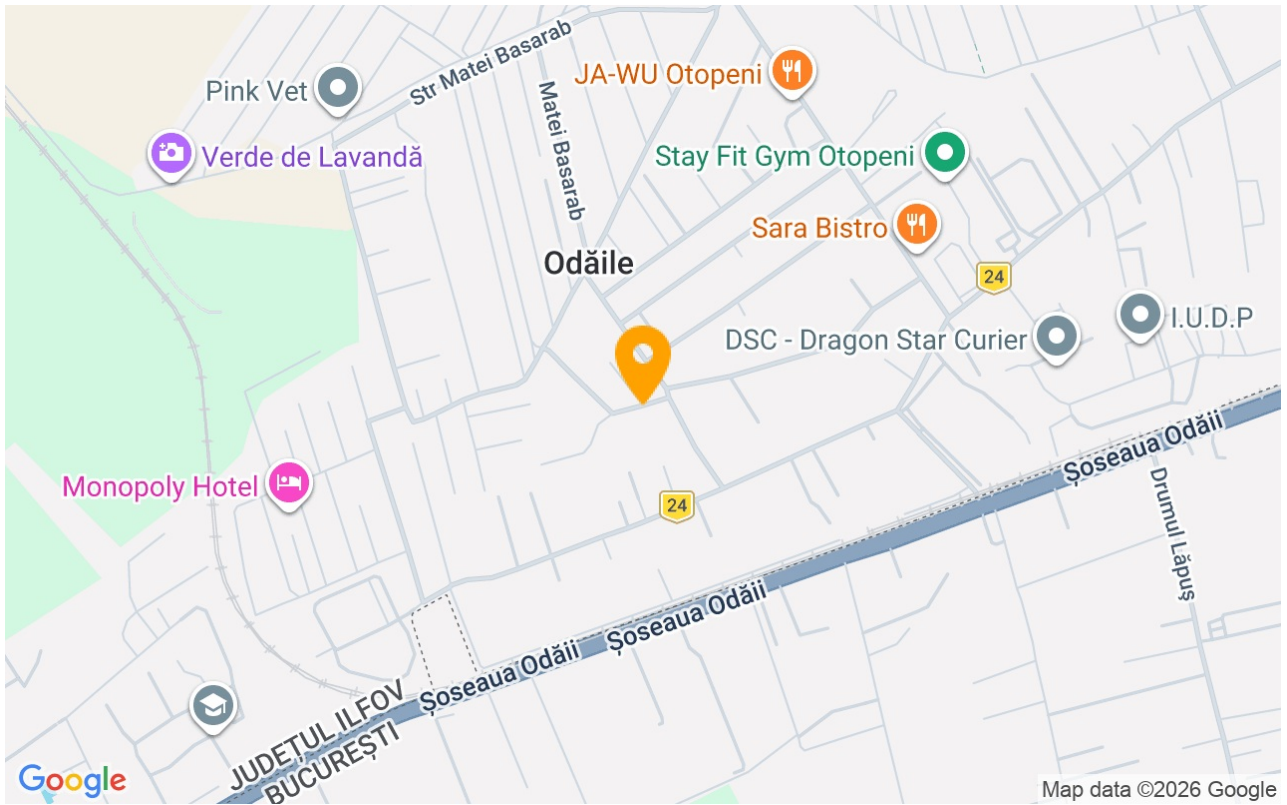 Str Matei Basarab
JA-WU Otopeni
Pink Vet
Matei Basarab
Verde de Lavandă
Stay Fit Gym Otopeni
Sara Bistro
Odăile
24
I.U.D.P
DSC - Dragon Star Curier
Șoseaua Odăii
Monopoly Hotel
24
Drumul Lăpuș
Șoseaua Odăii
Șoseaua Odăii
JUDEȚUL ILFOV
BUCUREȘTI
Google
Map data ©2026 Google